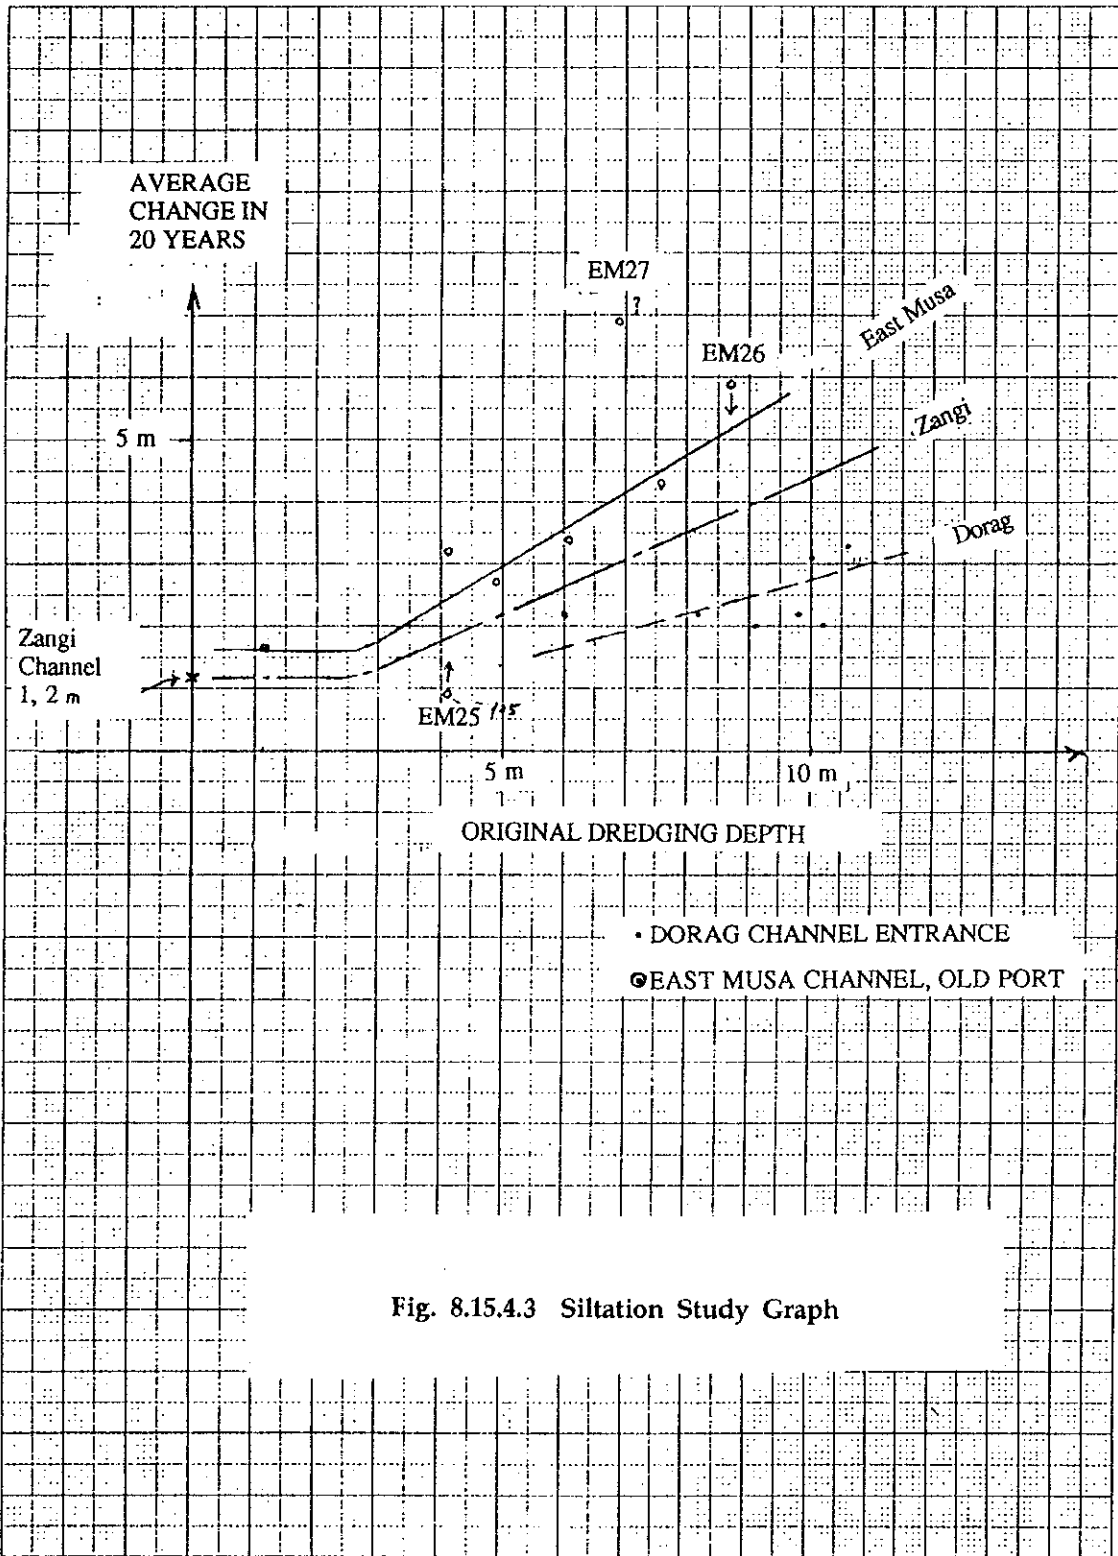 AVERAGE
CHANGE IN
20 YEARS
EM27
?
East Musa
EM26
5 m
Zangi
Dorag
Zangi
Channel
1, 2 m
EM25
5 m
10 m
ORIGINAL DREDGING DEPTH
• DORAG CHANNEL ENTRANCE
EAST MUSA CHANNEL, OLD PORT
Fig. 8.15.4.3 Siltation Study Graph